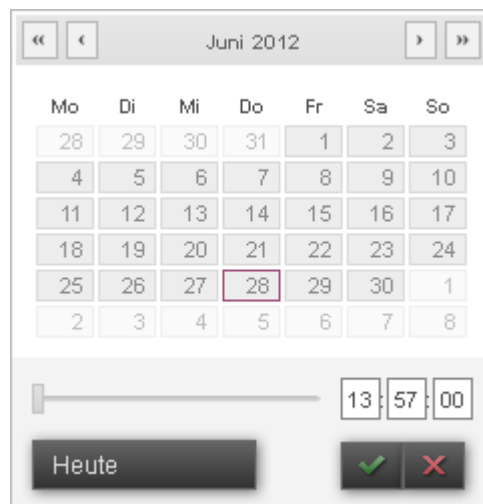 « ‹ Juni 2012 › »
Mo Di Mi Do Fr Sa So
28 29 30 31 1 2 3
4 5 6 7 8 9 10
11 12 13 14 15 16 17
18 19 20 21 22 23 24
25 26 27 28 29 30 1
2 3 4 5 6 7 8
13:57:00
Heute